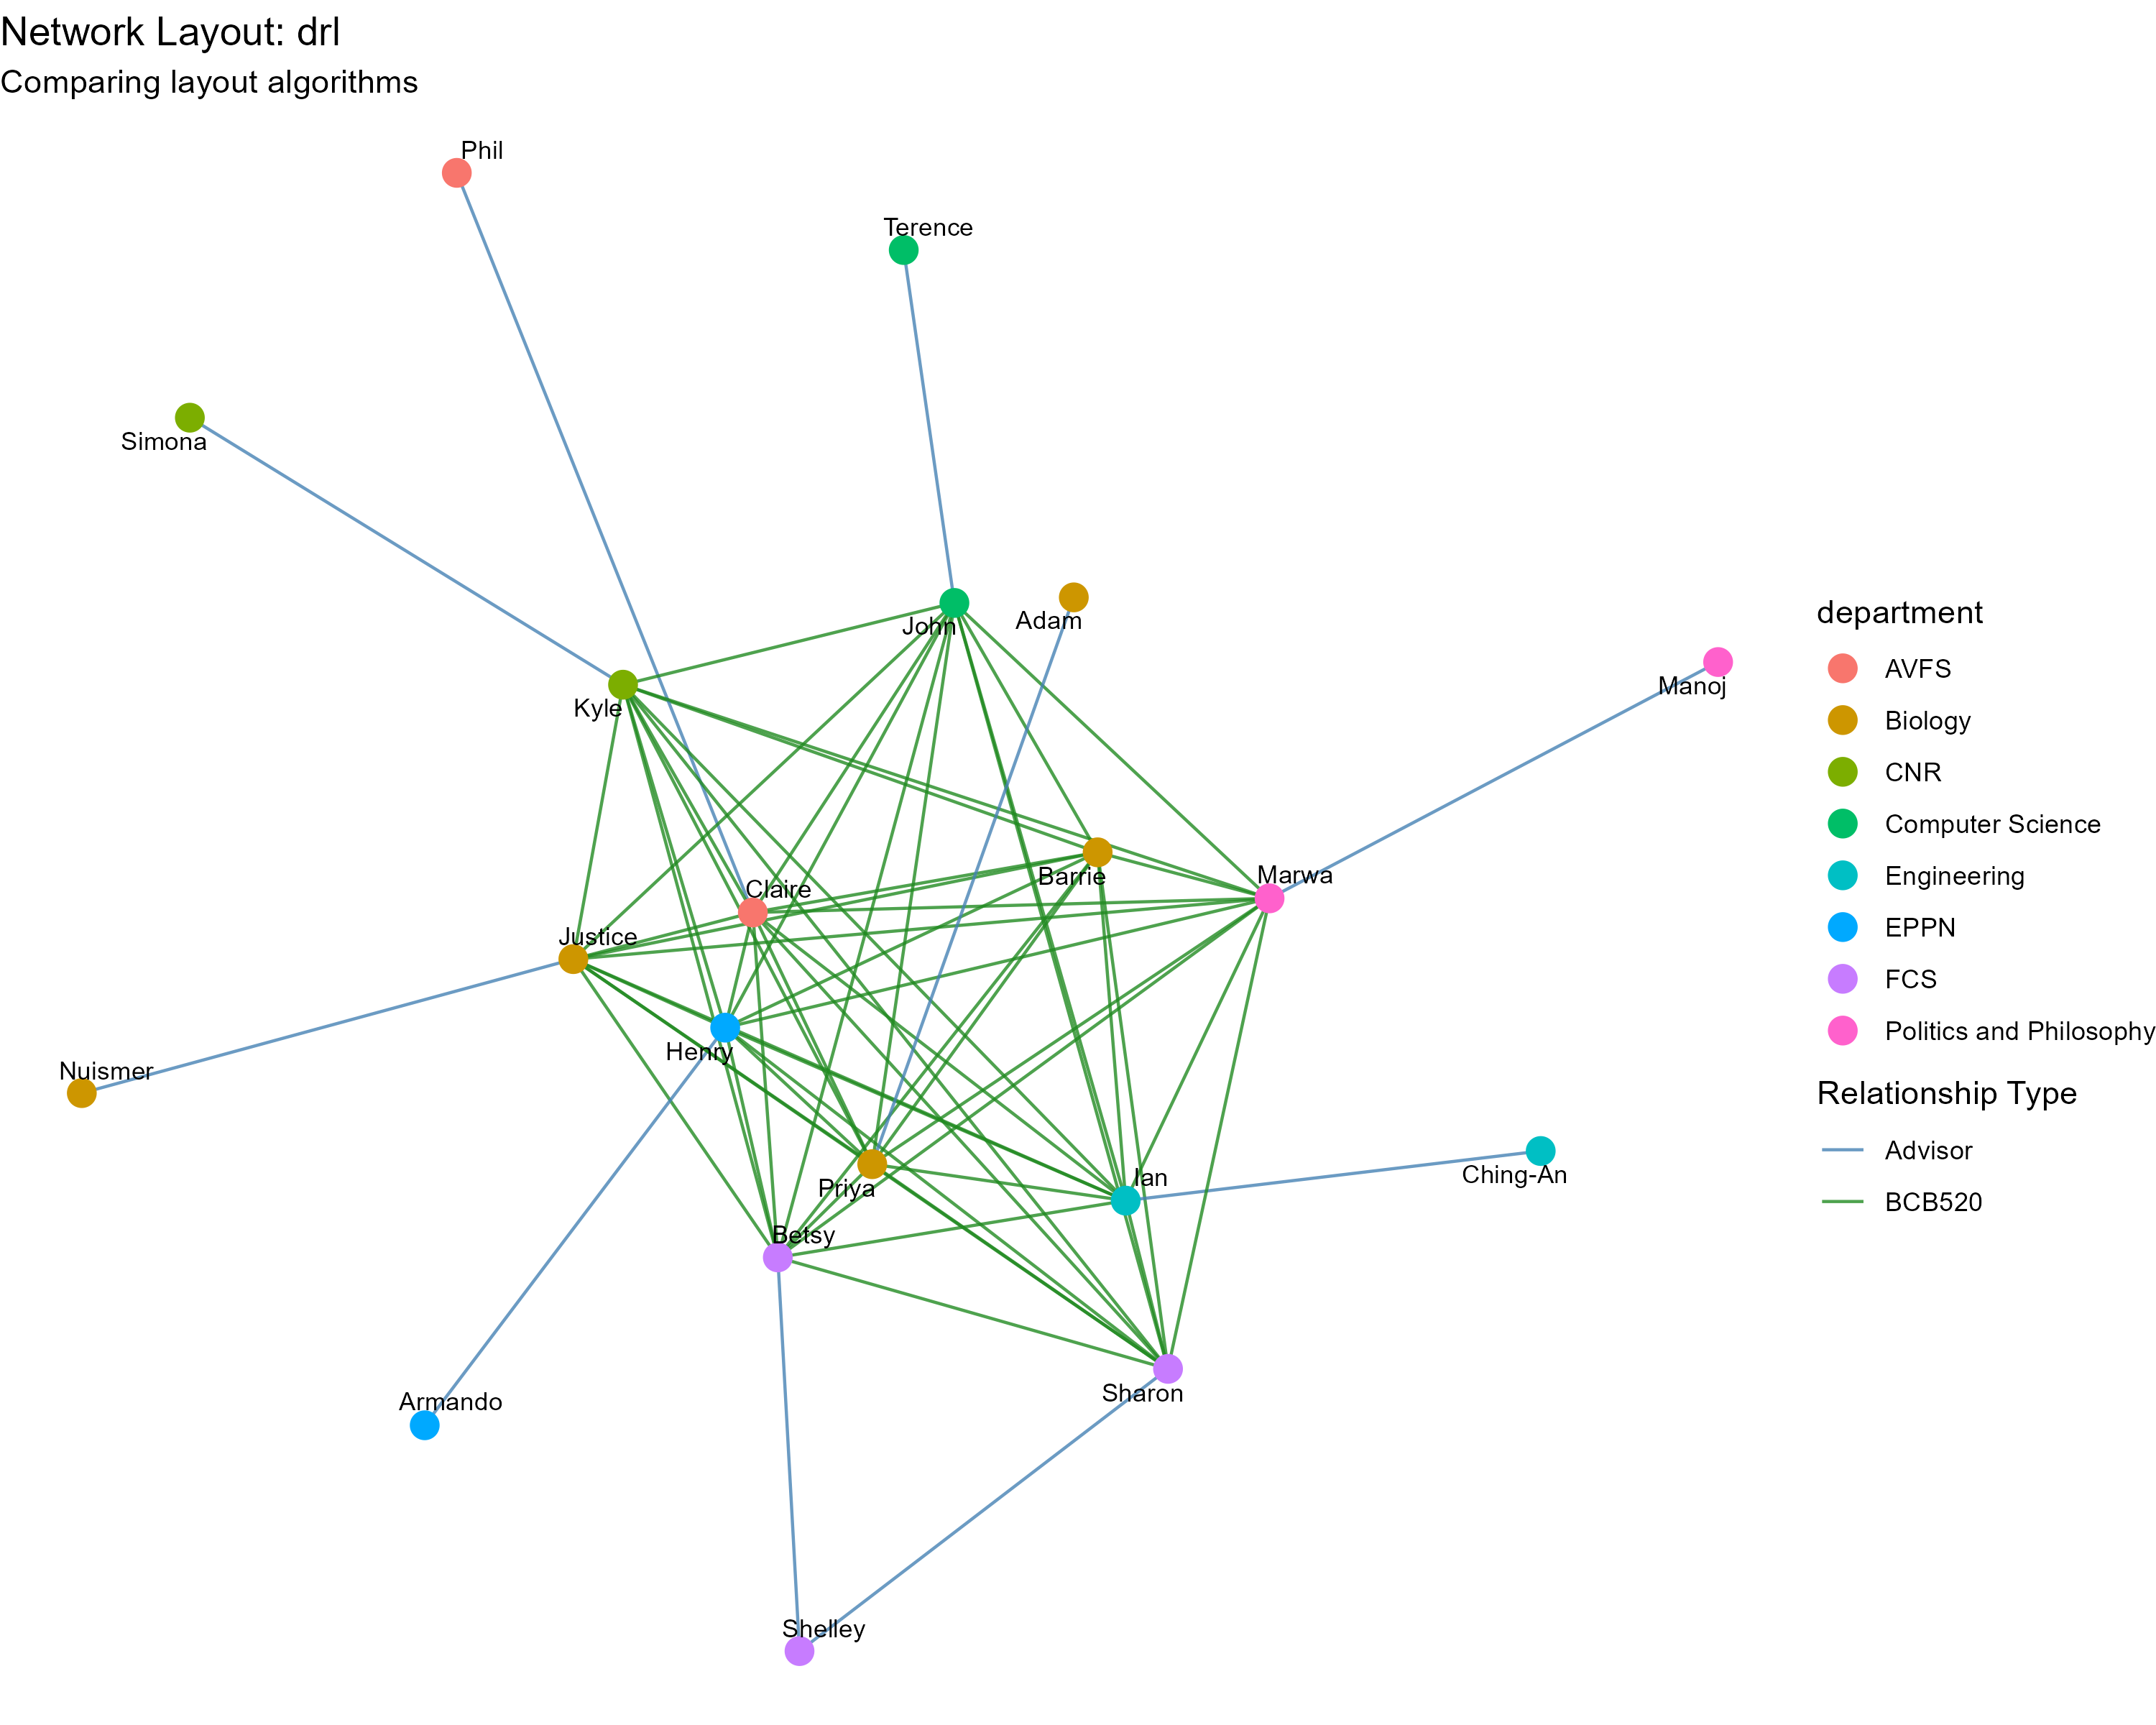 Network Layout: drl
Comparing layout algorithms
Phil
Terence
Simona
John
Adam
Manoj
Kyle
Barrie
Marwa
Claire
Justice
Henry
Nuismer
Priya
Ian
Ching-An
Betsy
Sharon
Armando
Shelley
department
AVFS
Biology
CNR
Computer Science
Engineering
EPPN
FCS
Politics and Philosophy
Relationship Type
Advisor
BCB520